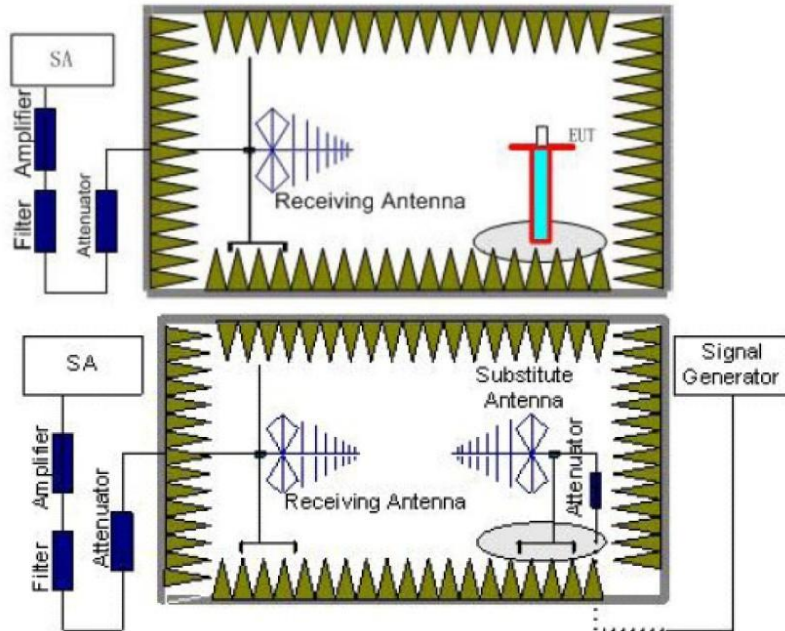 SA
Amplifier
Filter
Attenuator
Receiving Antenna
EUT
SA
Amplifier
Filter
Attenuator
Receiving Antenna
Substitute
Antenna
Attenuator
Signal
Generator